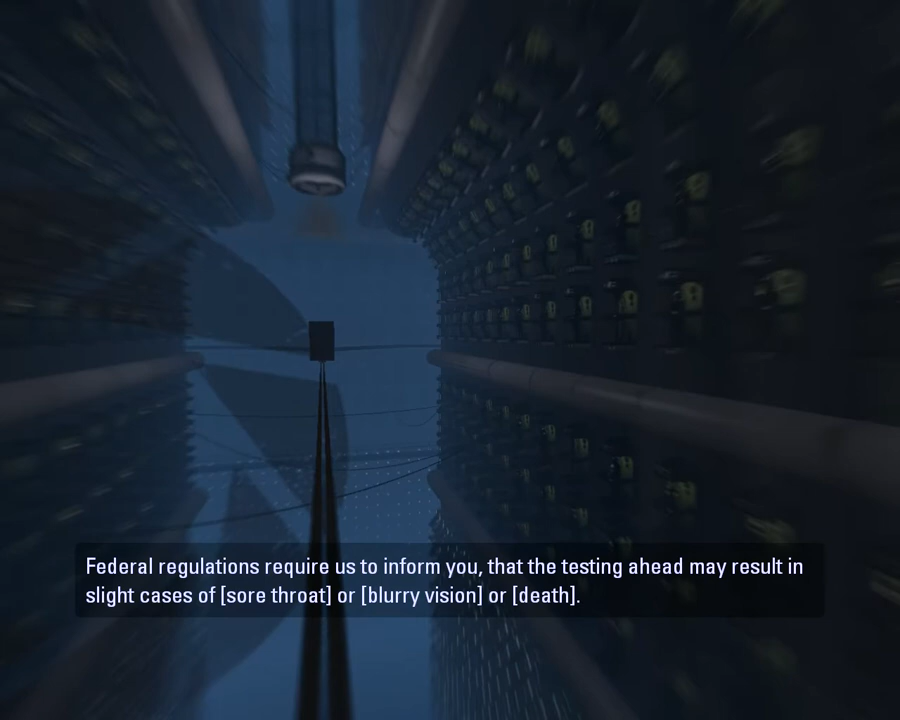 Federal regulations require us to inform you, that the testing ahead may result in
slight cases of [sore throat] or [blurry vision] or [death].